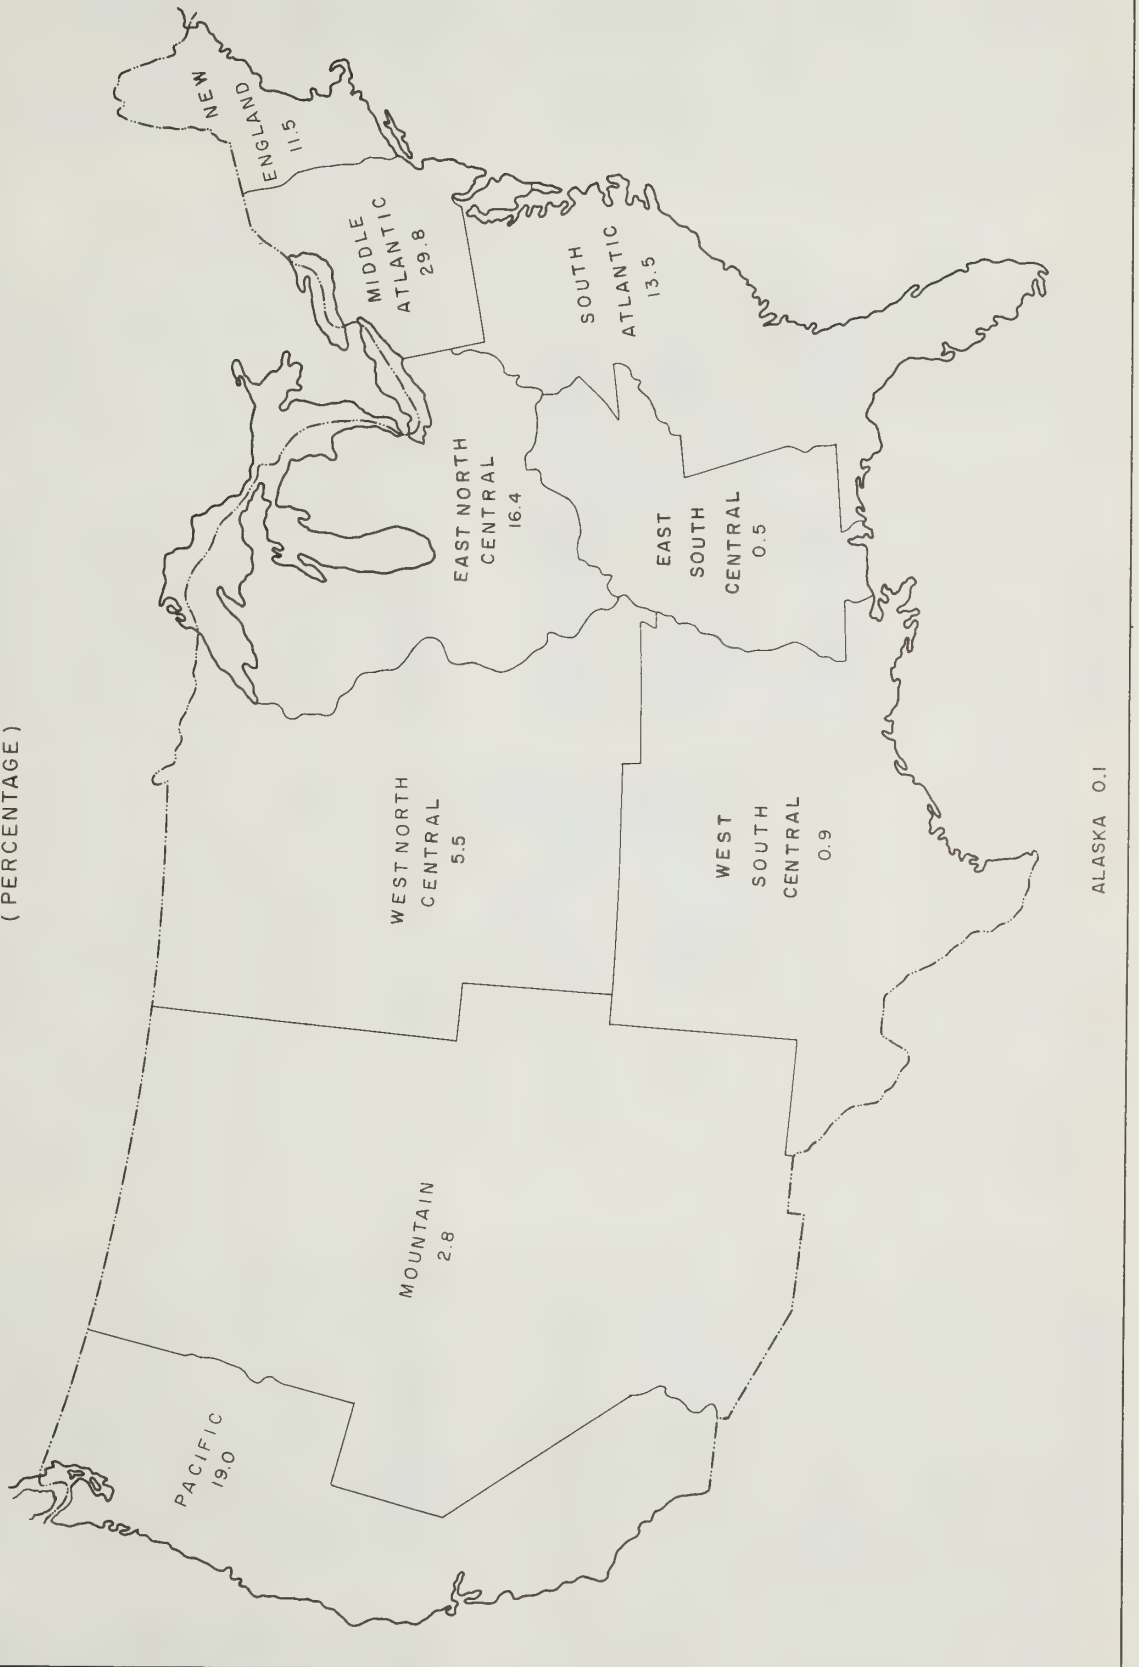 (PERCENTAGE)
PACIFIC
19.0
MOUNTAIN
2.8
WEST NORTH
CENTRAL
5.5
WEST
SOUTH
CENTRAL
0.9
EAST NORTH
CENTRAL
16.4
EAST
SOUTH
CENTRAL
0.5
MIDDLE
ATLANTIC
29.8
SOUTH
ATLANTIC
13.5
NEW
ENGLAND
11.5
ALASKA 0.1